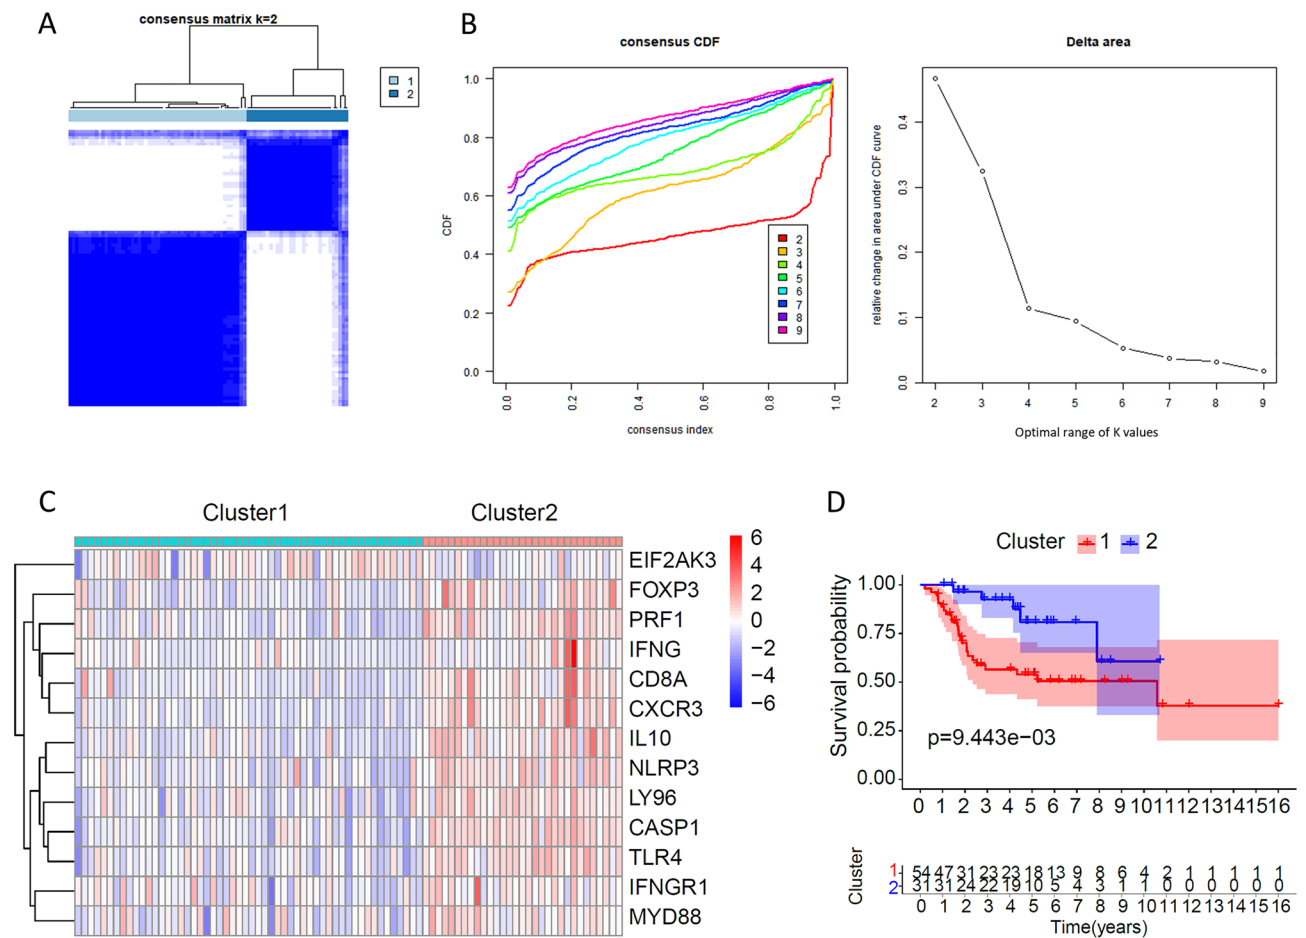 A
consensus matrix k=2
1
2
B
consensus CDF
CDF
1.0
0.8
0.6
0.4
0.2
0.0
2
3
4
5
6
7
8
9
0.0
0.2
0.4
0.6
0.8
1.0
consensus index
Delta area
relative change in area under CDF curve
0.4
0.3
0.2
0.1
0.0
2 3 4 5 6 7 8 9
Optimal range of K values
C
Cluster1
Cluster2
EIF2AK3
FOXP3
PRF1
IFNG
CD8A
CXCR3
IL10
NLRP3
LY96
CASP1
TLR4
IFNGR1
MYD88
6
4
2
0
−2
−4
−6
D
Cluster 1 2
Survival probability
1.00
0.75
0.50
0.25
0.00
p=9.443e−03
0 1 2 3 4 5 6 7 8 9 10 11 12 13 14 15 16
Cluster
1 54 47 31 23 23 18 13 9 8 6 4 2 1 1 1 1 1
2 31 31 24 22 19 10 5 4 3 1 1 0 0 0 0 0 0
0 1 2 3 4 5 6 7 8 9 10 11 12 13 14 15 16
Time(years)